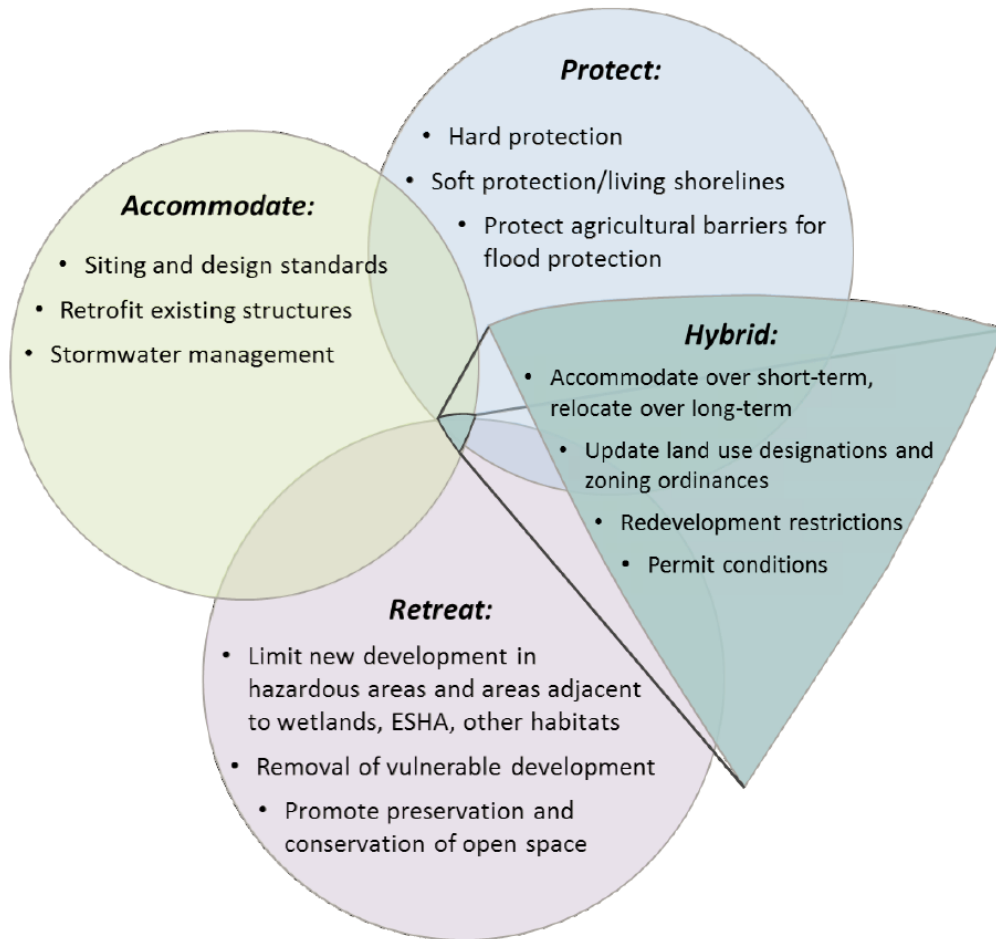 Protect:
• Hard protection
• Soft protection/living shorelines
• Protect agricultural barriers for
flood protection
Accommodate:
• Siting and design standards
• Retrofit existing structures
• Stormwater management
Hybrid:
• Accommodate over short-term,
relocate over long-term
• Update land use designations and
zoning ordinances
• Redevelopment restrictions
• Permit conditions
Retreat:
• Limit new development in
hazardous areas and areas adjacent
to wetlands, ESHA, other habitats
• Removal of vulnerable development
• Promote preservation and
conservation of open space